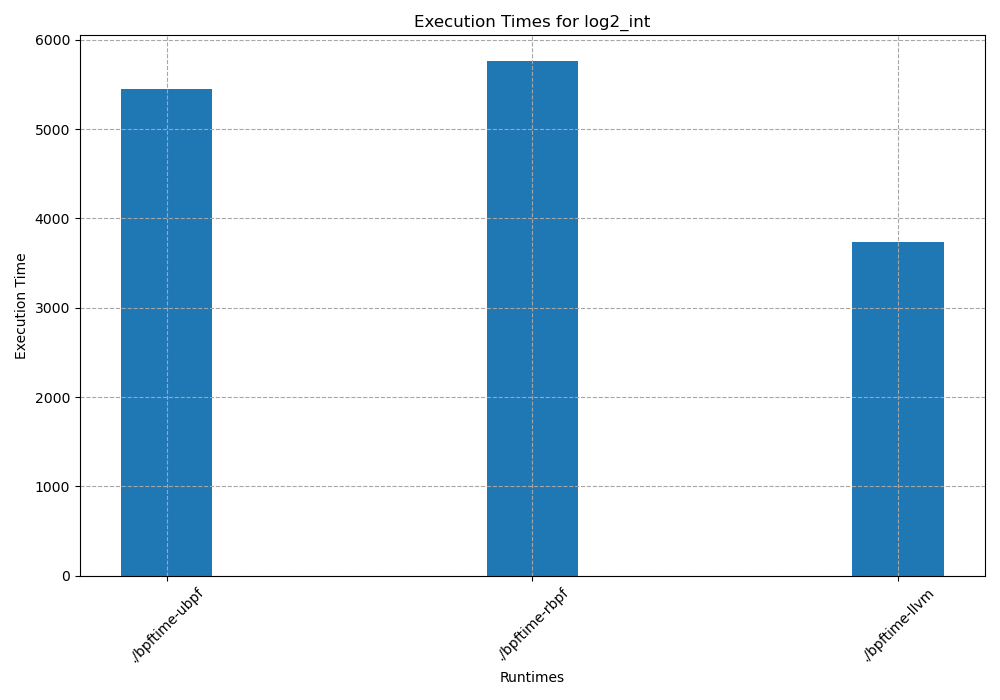 Execution Times for log2_int
6000
5000
4000
3000
2000
1000
0
Execution Time
./bpftime-ubpf
./bpftime-rbpf
./bpftime-llvm
Runtimes